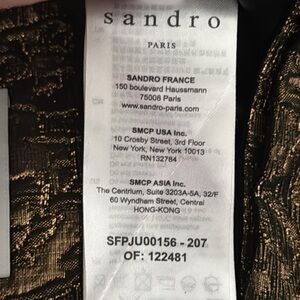 sandro
PARIS
SANDRO FRANCE
150 boulevard Haussmann
75008 Paris
www.sandro-paris.com
SMCP USA Inc.
10 Crosby Street, 3rd Floor
New York, New York 10013
RN132784
SMCP ASIA Inc.
The Centrium, Suite 3203A-5A, 32/F
60 Wyndham Street, Central
HONG-KONG
SFPJU00156 - 207
OF: 122481